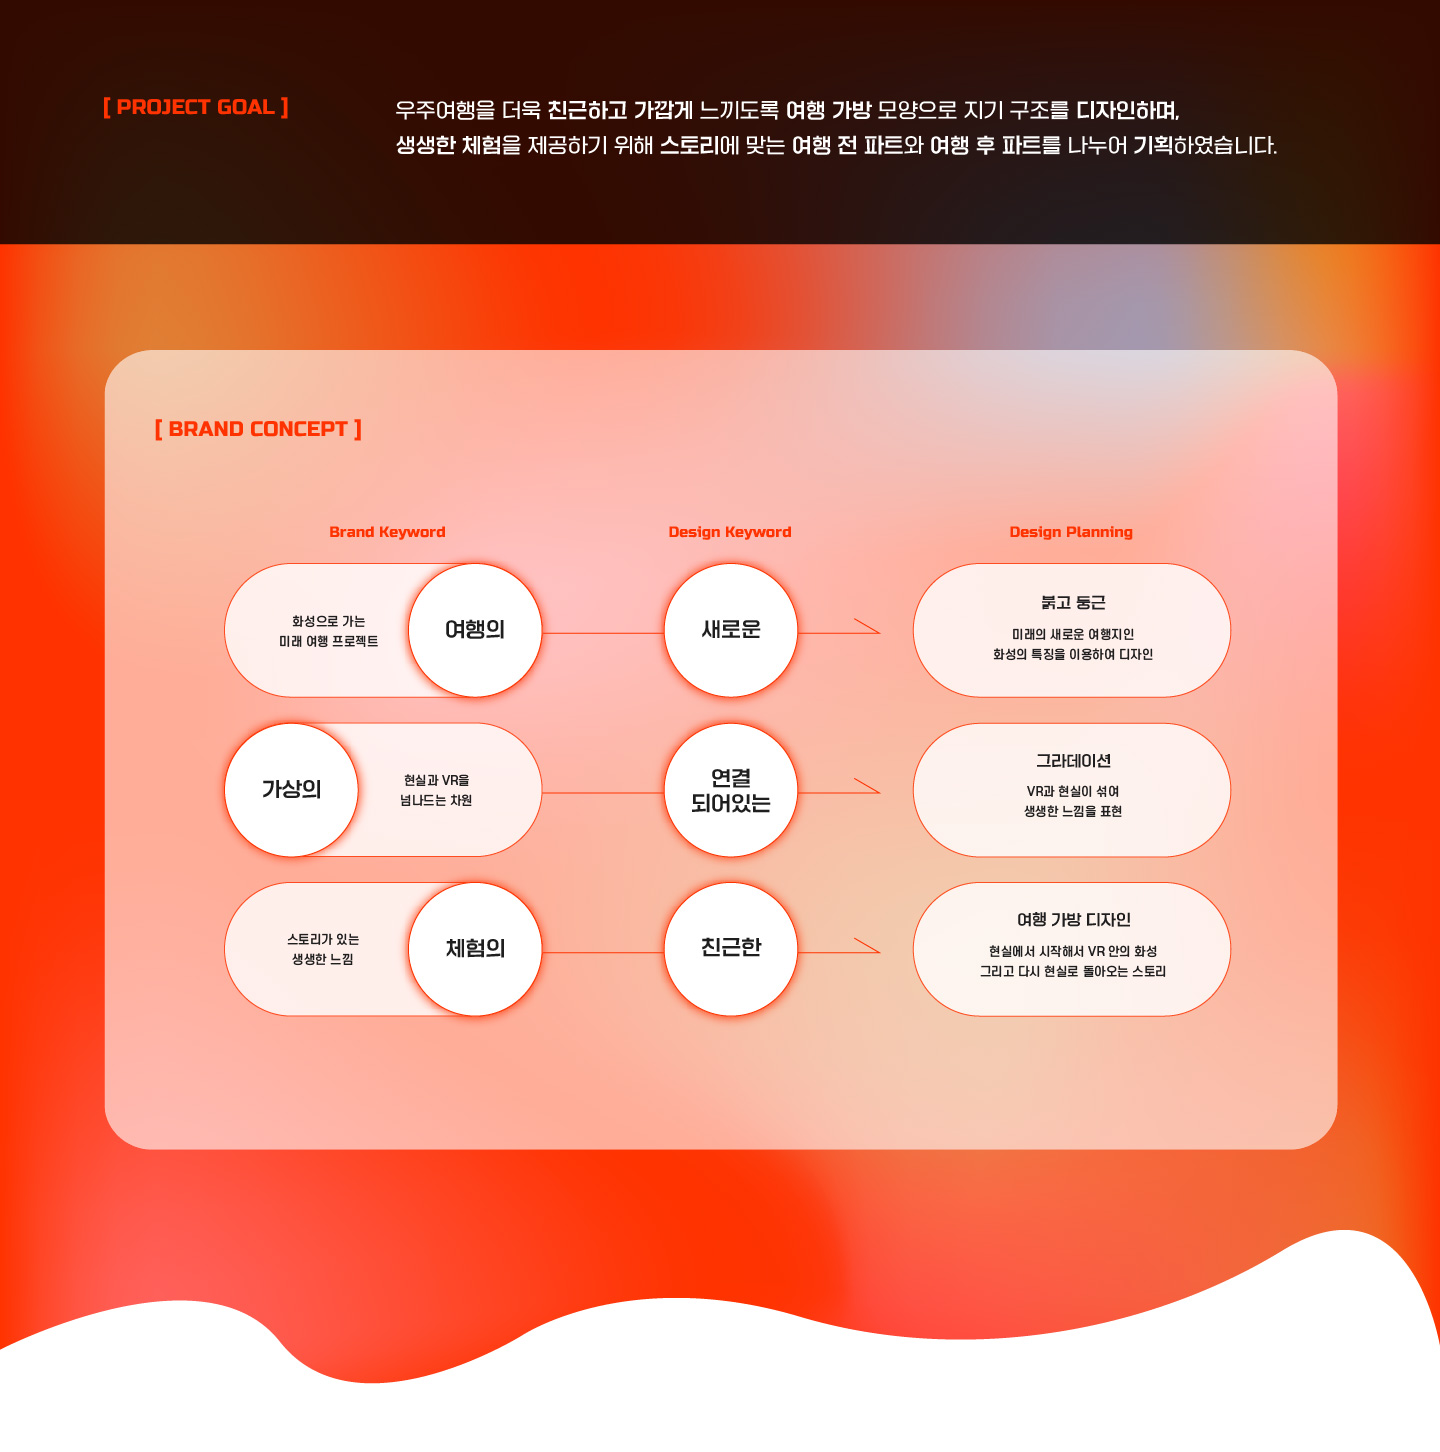 [ PROJECT GOAL ]
우주여행을 더욱 친근하고 가깝게 느끼도록 여행 가방 모양으로 지기 구조를 디자인하며,
생생한 체험을 제공하기 위해 스토리에 맞는 여행 전 파트와 여행 후 파트를 나누어 기획하였습니다.
[ BRAND CONCEPT ]
Brand Keyword
Design Keyword
Design Planning
화성으로 가는
미래 여행 프로젝트
여행의
새로운
붉고 둥근
미래의 새로운 여행지인
화성의 특징을 이용하여 디자인
가상의
현실과 VR을
넘나드는 차원
연결
되어있는
그라데이션
VR과 현실이 섞여
생생한 느낌을 표현
스토리가 있는
생생한 느낌
체험의
친근한
여행 가방 디자인
현실에서 시작해서 VR 안의 화성
그리고 다시 현실로 돌아오는 스토리